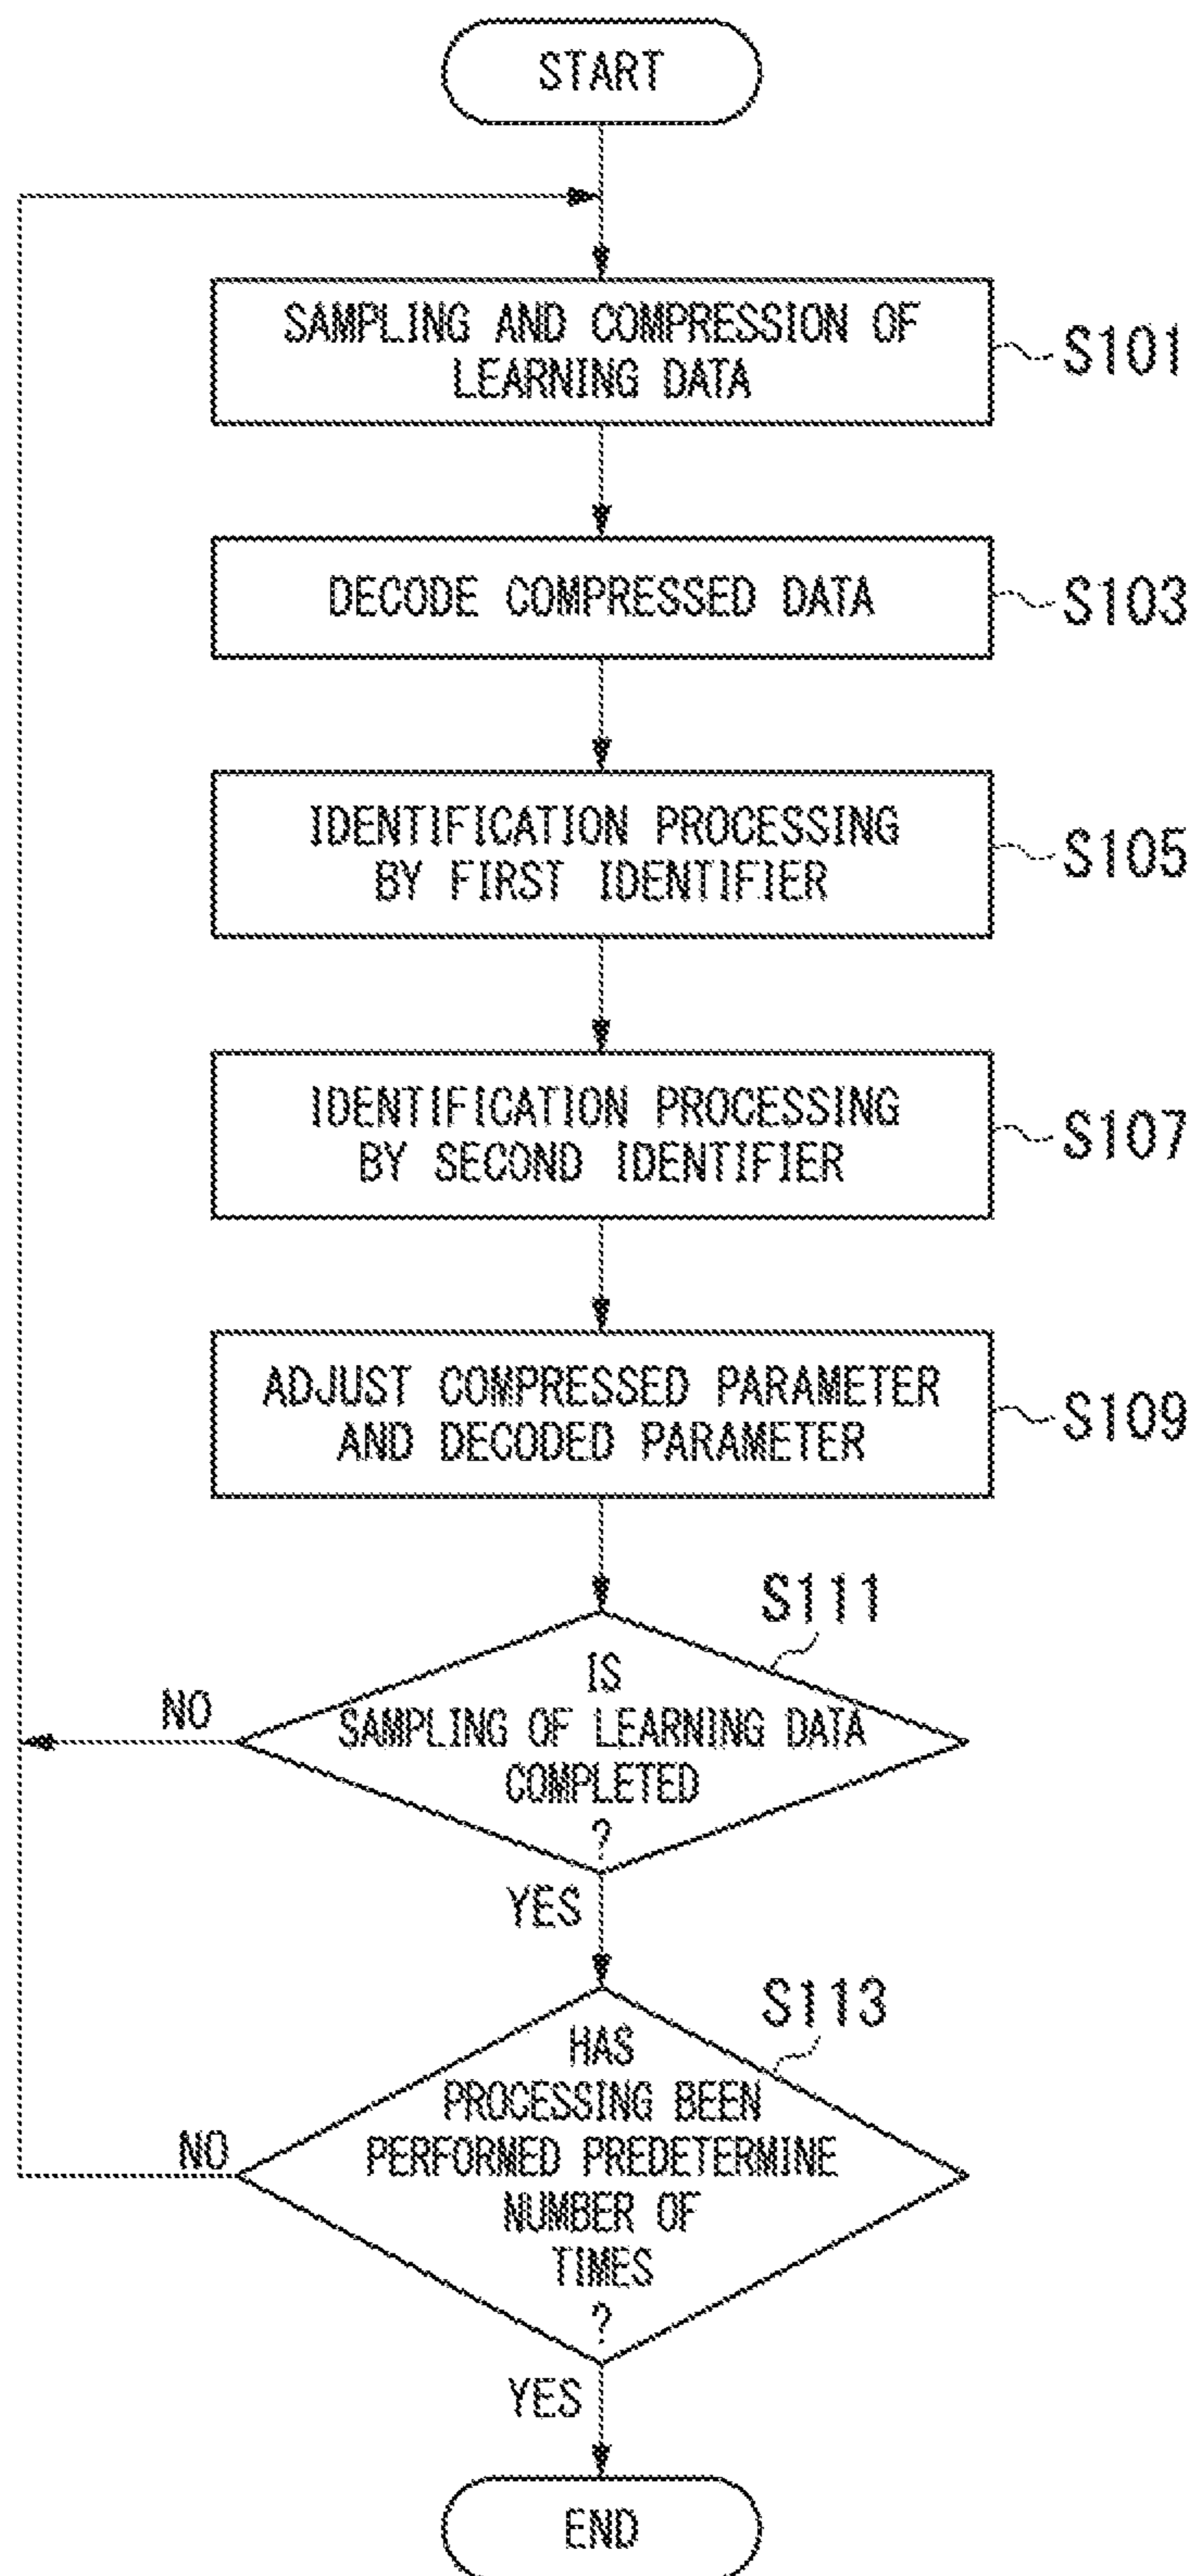 START
SAMPLING AND COMPRESSION OF
LEARNING DATA
S101
DECODE COMPRESSED DATA
S103
IDENTIFICATION PROCESSING
BY FIRST IDENTIFIER
S105
IDENTIFICATION PROCESSING
BY SECOND IDENTIFIER
S107
ADJUST COMPRESSED PARAMETER
AND DECODED PARAMETER
S109
S111
IS
SAMPLING OF LEARNING DATA
COMPLETED
?
NO
YES
S113
HAS
PROCESSING BEEN
PERFORMED PREDETERMINE
NUMBER OF
TIMES
?
NO
YES
END